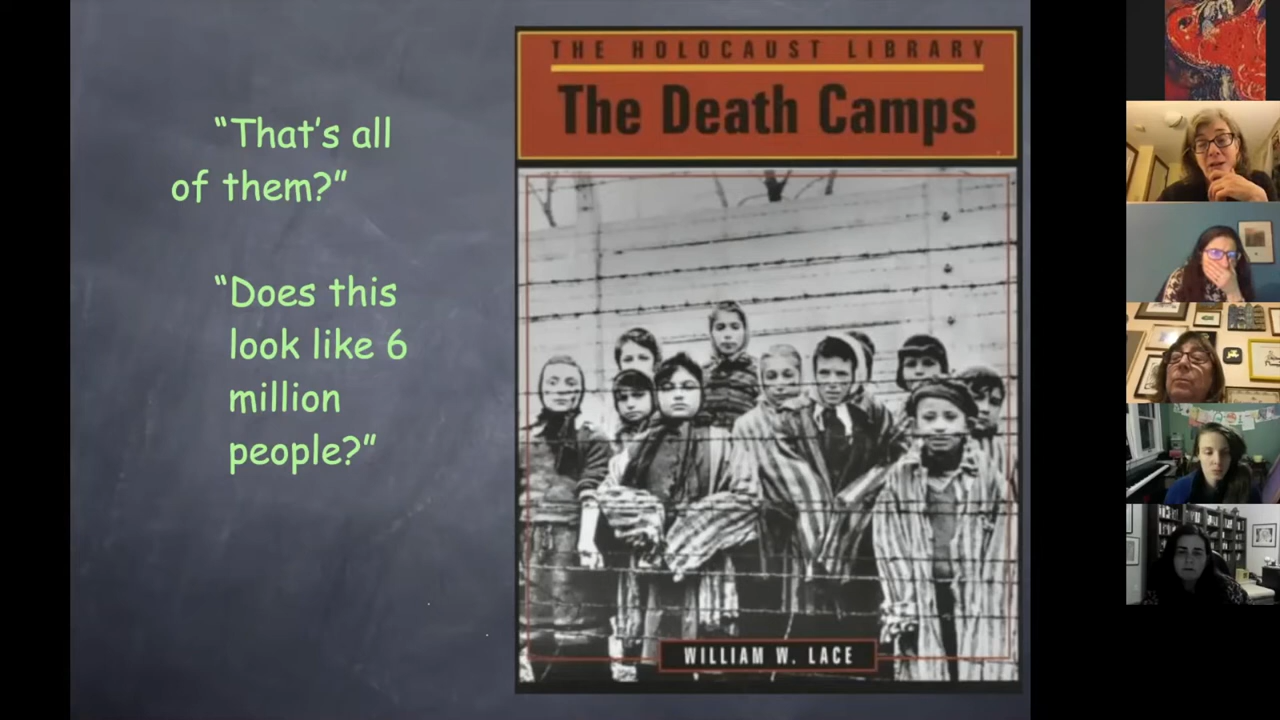 “That’s all
of them?”
“Does this
look like 6
million
people?”
THE HOLOCAUST LIBRARY
The Death Camps
WILLIAM W. LACE